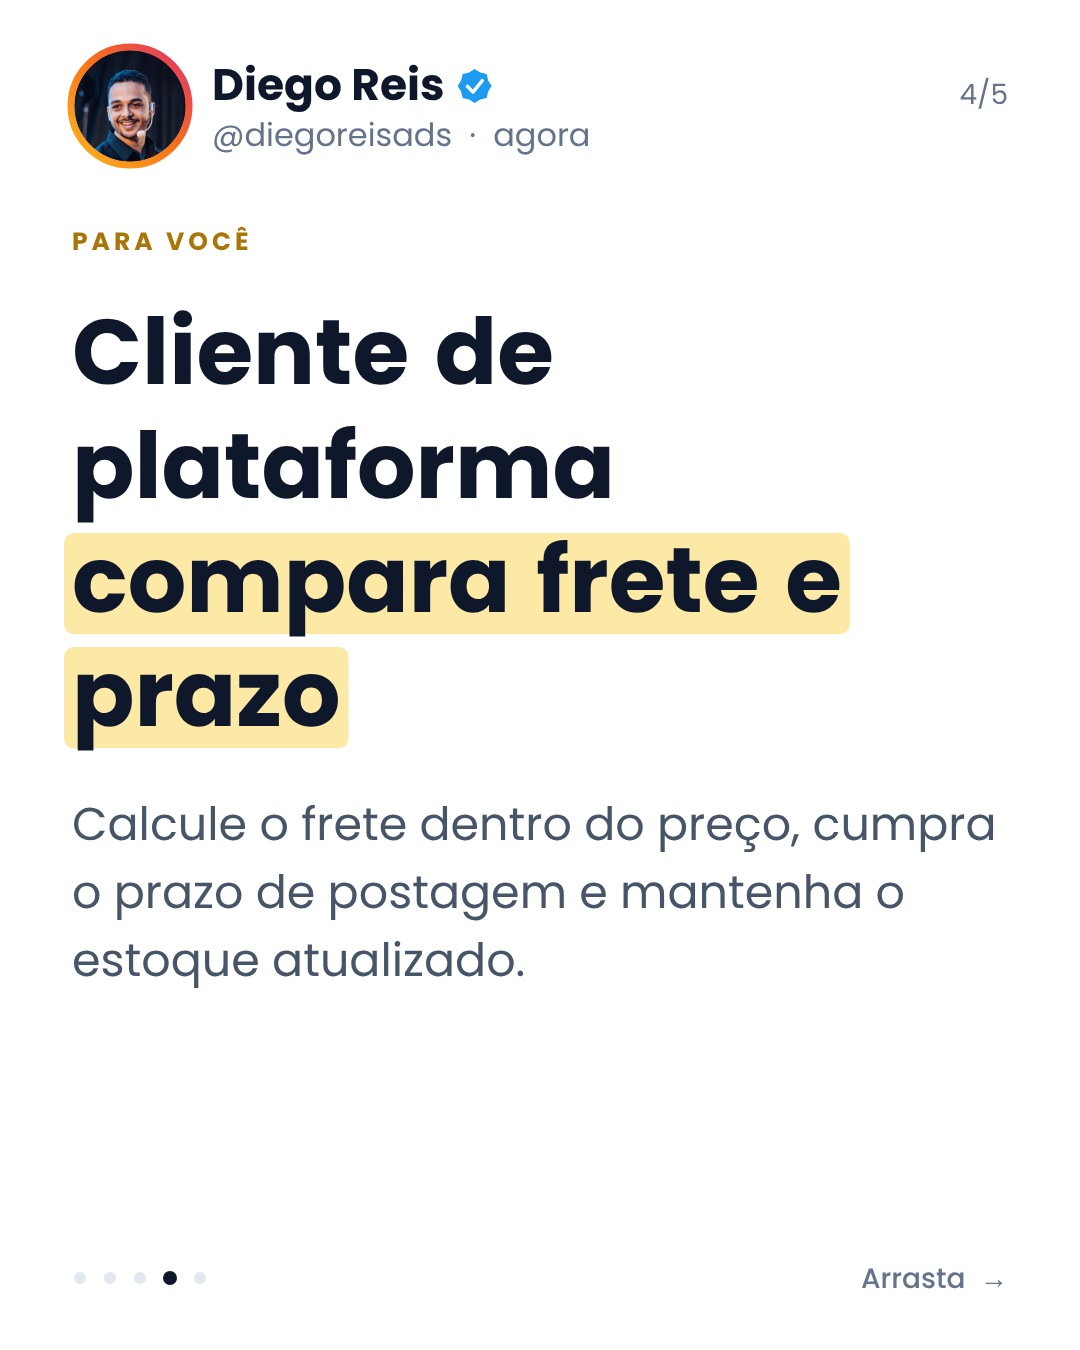 Diego Reis
4/5
@diegoreisads · agora
PARA VOCÊ
Cliente de
plataforma
compara frete e
prazo
Calcule o frete dentro do preço, cumpra
o prazo de postagem e mantenha o
estoque atualizado.
Arrasta →